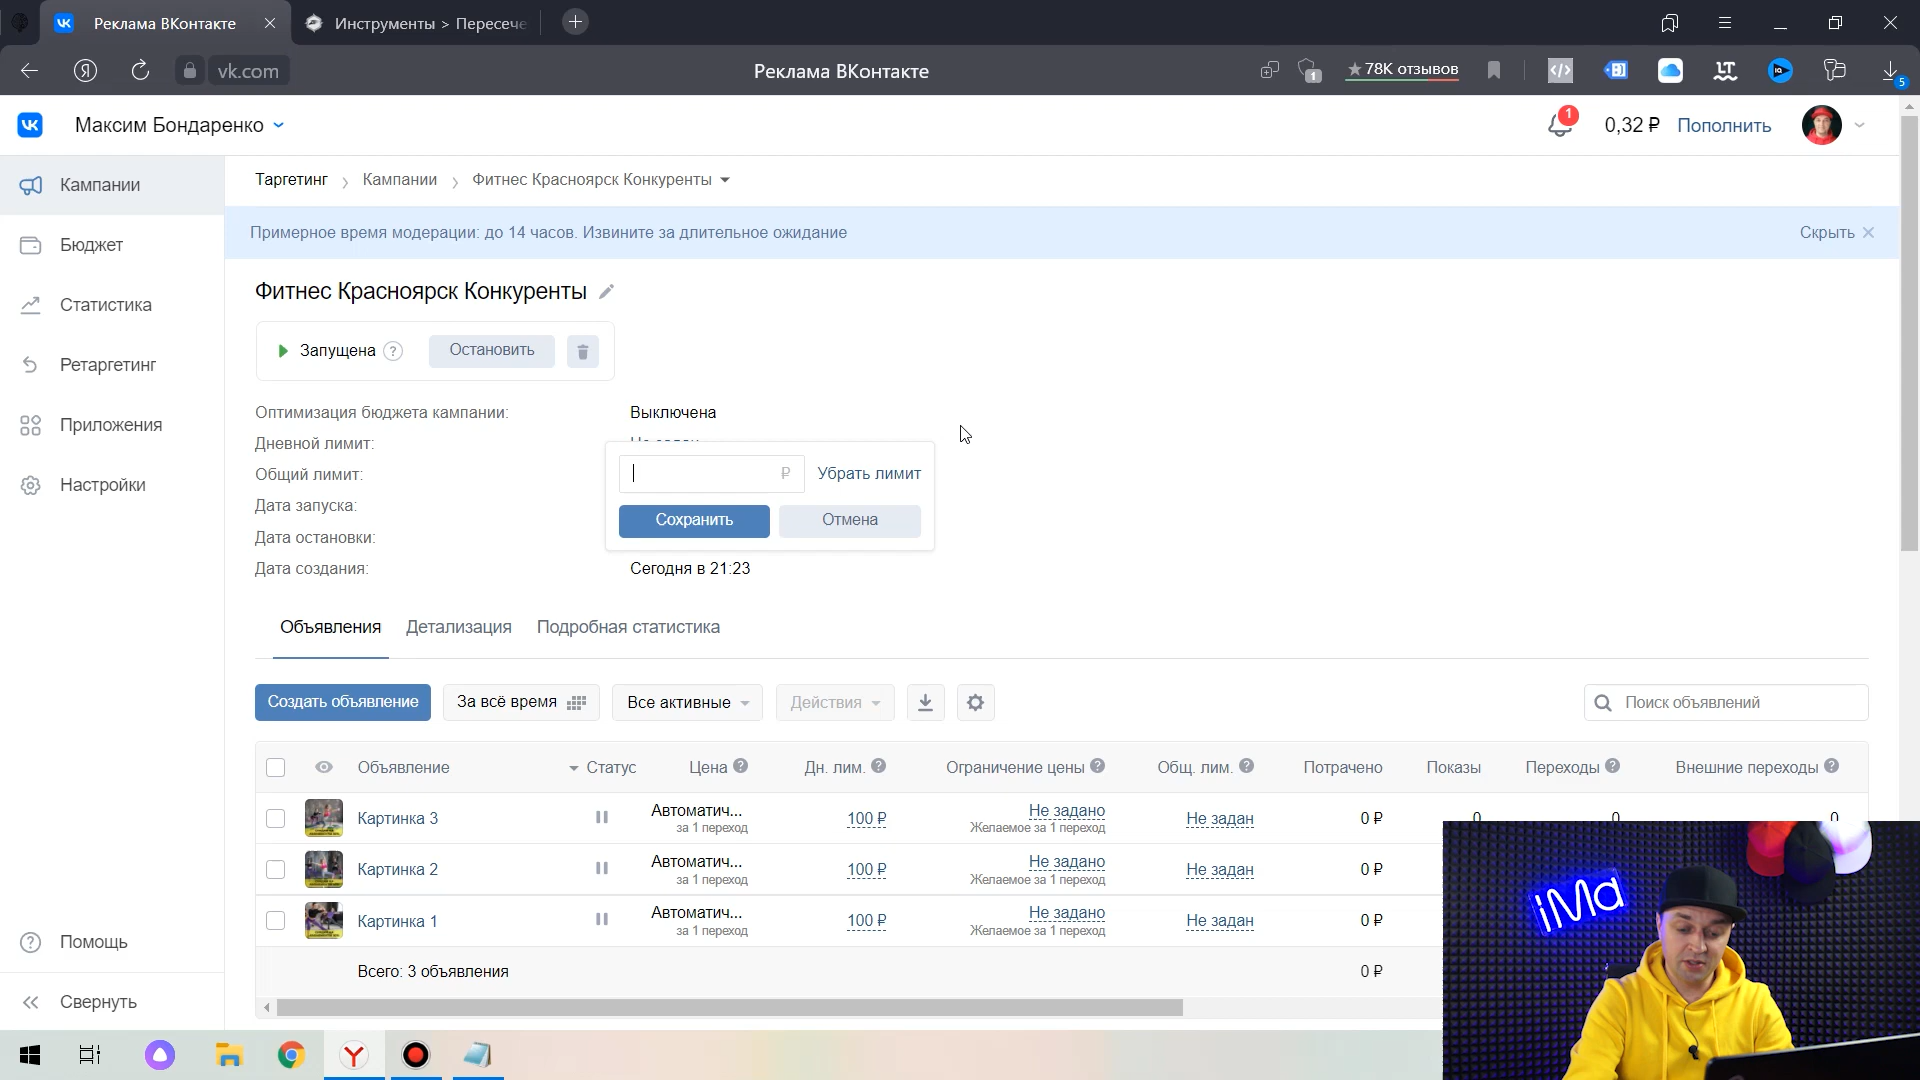 Реклама ВКонтакте
Инструменты > Пересече
vk.com
Реклама ВКонтакте
★78K отзывов
1
5
Максим Бондаренко
1
0,32 ₽
Пополнить
Кампании
Бюджет
Статистика
Ретаргетинг
Приложения
Настройки
Помощь
Свернуть
Таргетинг
Кампании
Фитнес Красноярск Конкуренты
Примерное время модерации: до 14 часов. Извините за длительное ожидание
Скрыть
Фитнес Красноярск Конкуренты
Запущена
Остановить
Оптимизация бюджета кампании: Выключена
Дневной лимит:
Общий лимит:
Дата запуска:
Дата остановки:
Дата создания: Сегодня в 21:23
₽
Убрать лимит
Сохранить
Отмена
Объявления
Детализация
Подробная статистика
Создать объявление
За всё время
Все активные
Действия
Поиск объявлений
Объявление Статус Цена Дн. лим. Ограничение цены Общ. лим. Потрачено Показы Переходы Внешние переходы
Картинка 3 Автоматич... 100 ₽ Не задано Не задан 0 ₽ 0 0 0
за 1 переход Желаемое за 1 переход
Картинка 2 Автоматич... 100 ₽ Не задано Не задан 0 ₽
за 1 переход Желаемое за 1 переход
Картинка 1 Автоматич... 100 ₽ Не задано Не задан 0 ₽
за 1 переход Желаемое за 1 переход
Всего: 3 объявления 0 ₽
iMa